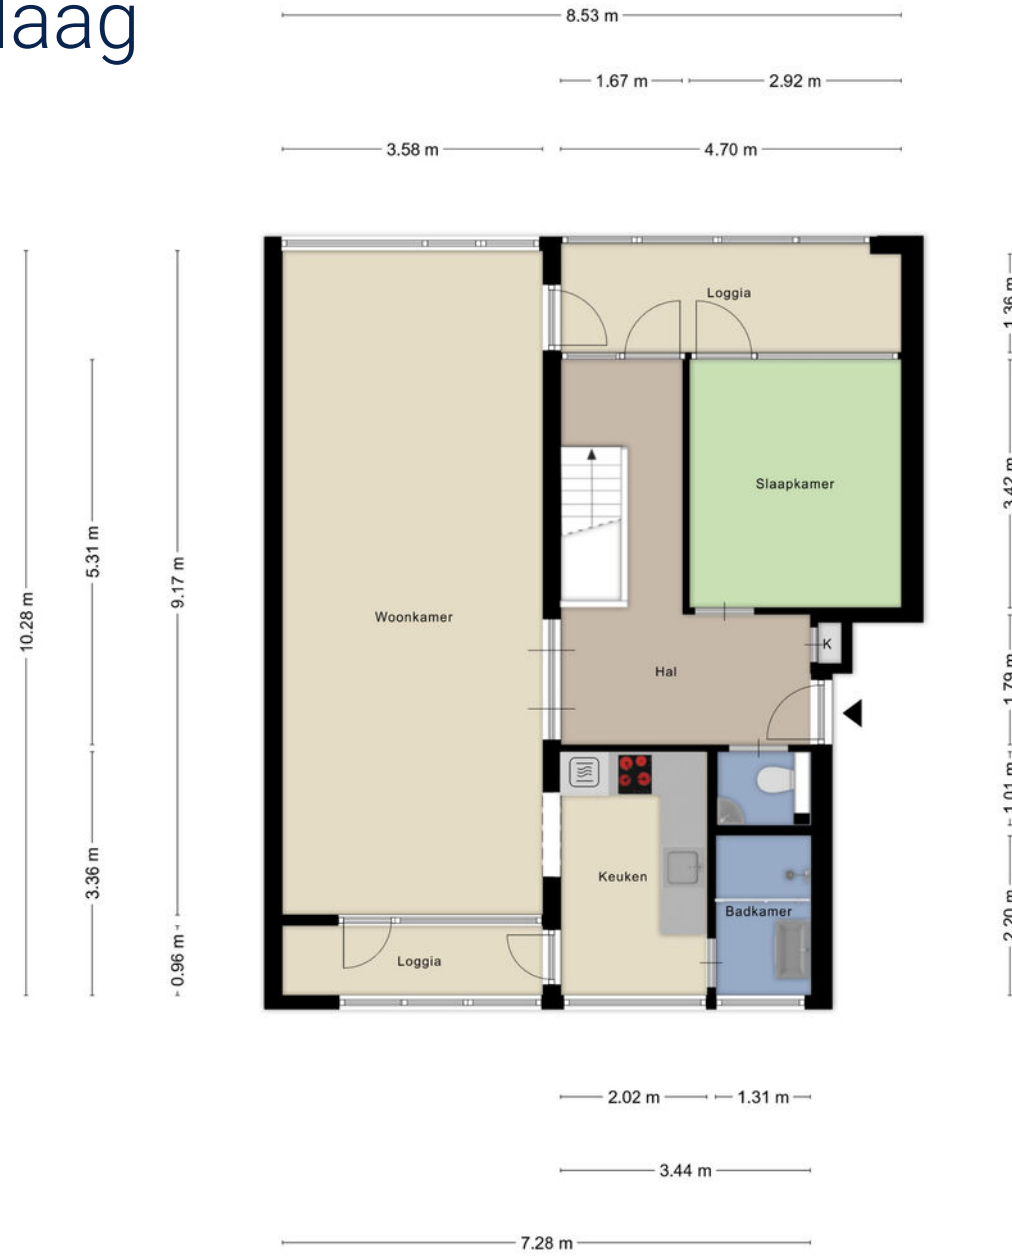 laag
8.53 m
1.67 m
2.92 m
3.58 m
4.70 m
Loggia
1.36 m
Slaapkamer
3.42 m
5.31 m
9.17 m
10.28 m
Woonkamer
K
Hal
1.79 m
1.01 m
3.36 m
Keuken
Badkamer
2.20 m
0.96 m
Loggia
2.02 m
1.31 m
3.44 m
7.28 m